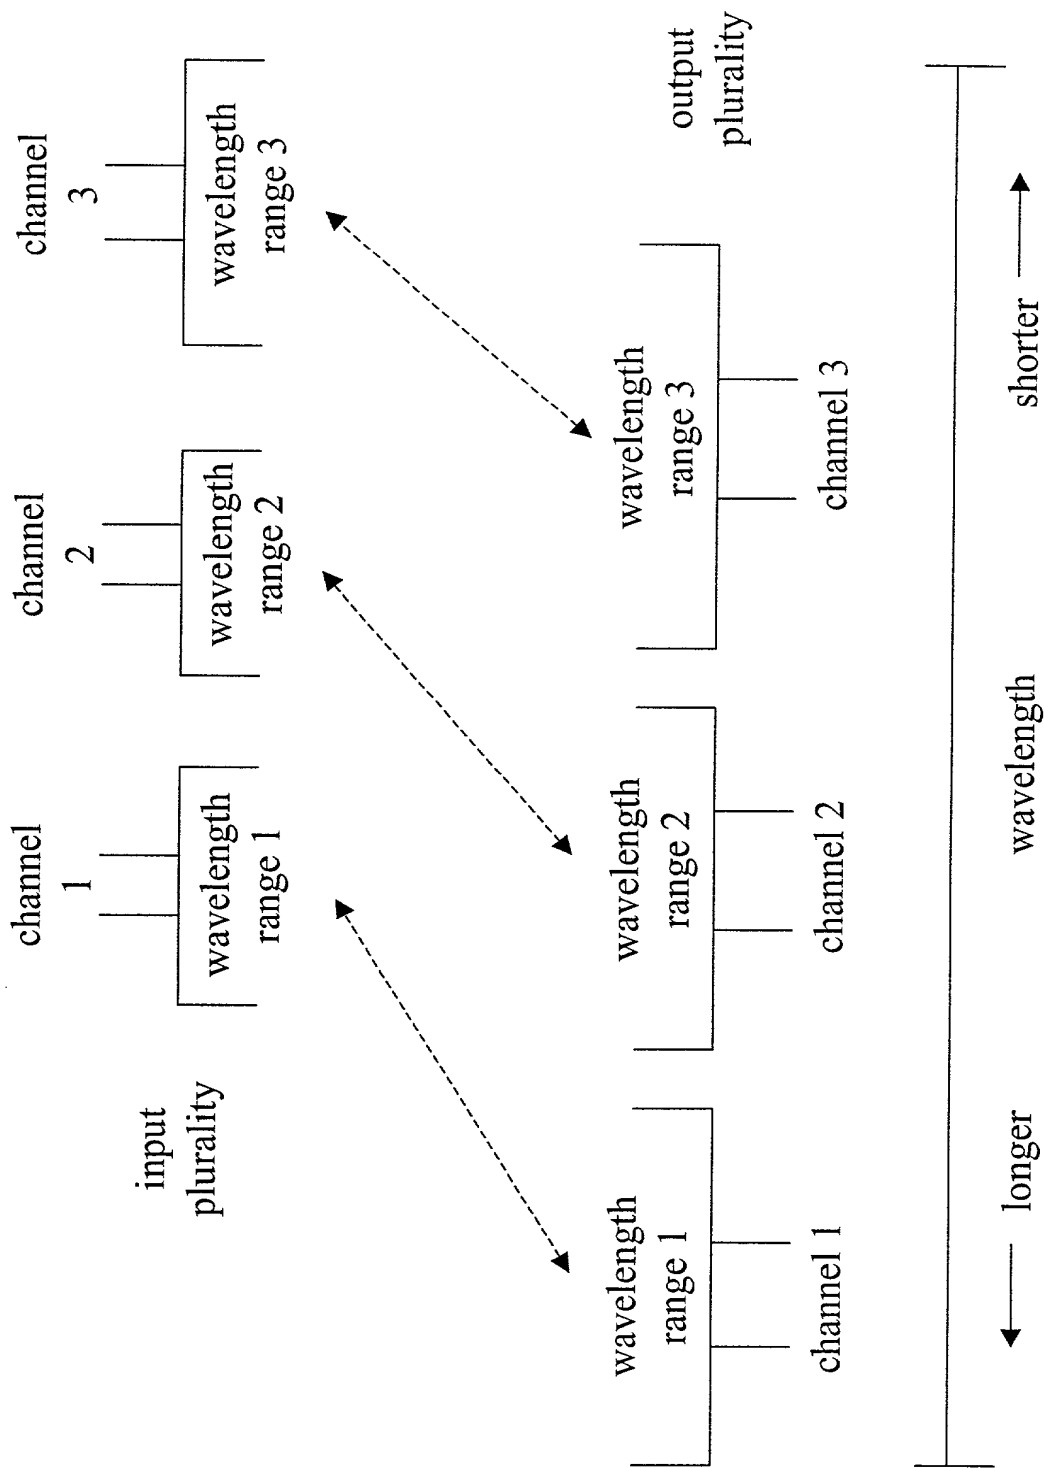 channel
1
channel
2
channel
3
input
plurality
wavelength
range 1
wavelength
range 2
wavelength
range 3
wavelength
range 1
wavelength
range 2
wavelength
range 3
output
plurality
channel 1
channel 2
channel 3
longer
wavelength
shorter